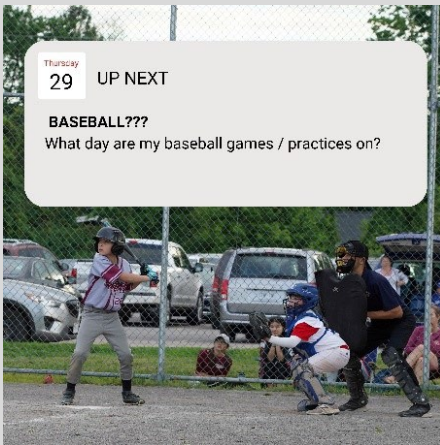 Thursday
29
UP NEXT
BASEBALL???
What day are my baseball games / practices on?